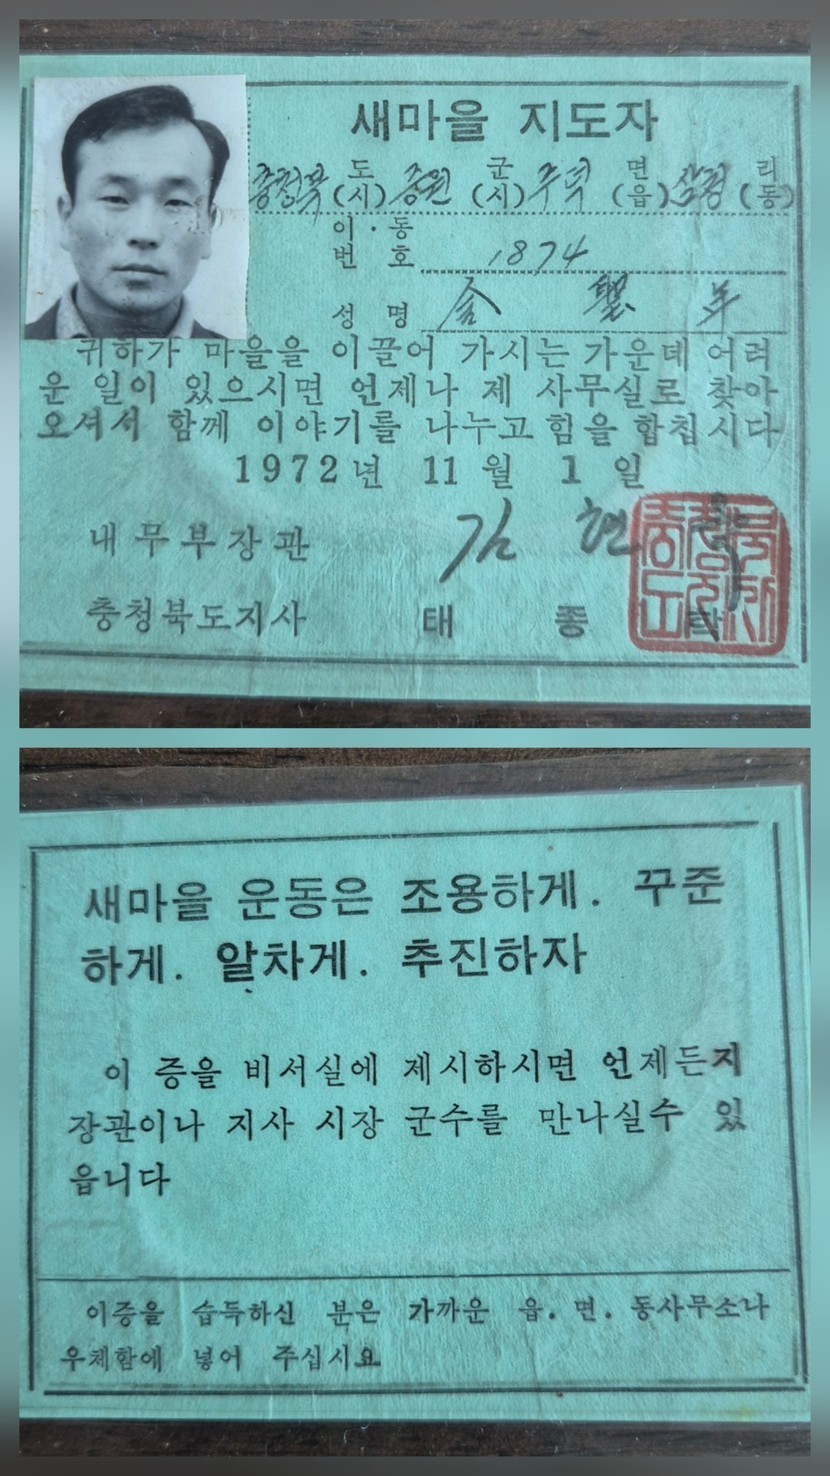 새마을 지도자
충청북 도(시) 중원 군(시) 주덕 면(읍) 삼청 리(동)
이·동
번 호 1874
성 명 金 聖 年
귀하가 마을을 이끌어 가시는 가운데 어려
운 일이 있으시면 언제나 제 사무실로 찾아
오셔서 함께 이야기를 나누고 힘을 합칩시다
1972년 11 월 1 일
내무부장관 김 현
충청북도지사 태 종
새마을 운동은 조용하게. 꾸준
하게. 알차게. 추진하자
이 증을 비서실에 제시하시면 언제든지
장관이나 지사 시장 군수를 만나실수 있
읍니다
이증을 습득하신 분은 가까운 읍. 면. 동사무소나
우체함에 넣어 주십시요